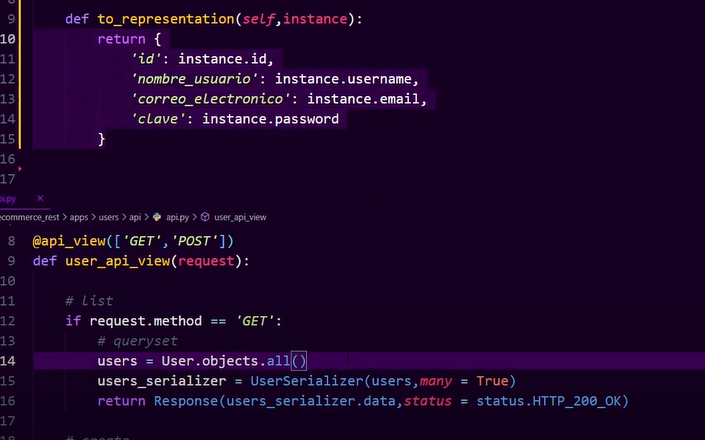 9 def to_representation(self,instance):
10 return {
11 'id': instance.id,
12 'nombre_usuario': instance.username,
13 'correo_electronico': instance.email,
14 'clave': instance.password
15 }
16
17
pi.py ×
ecommerce_rest > apps > users > api > api.py > user_api_view
8 @api_view(['GET','POST'])
9 def user_api_view(request):
10
11 # list
12 if request.method == 'GET':
13 # queryset
14 users = User.objects.all()
15 users_serializer = UserSerializer(users,many = True)
16 return Response(users_serializer.data,status = status.HTTP_200_OK)
17